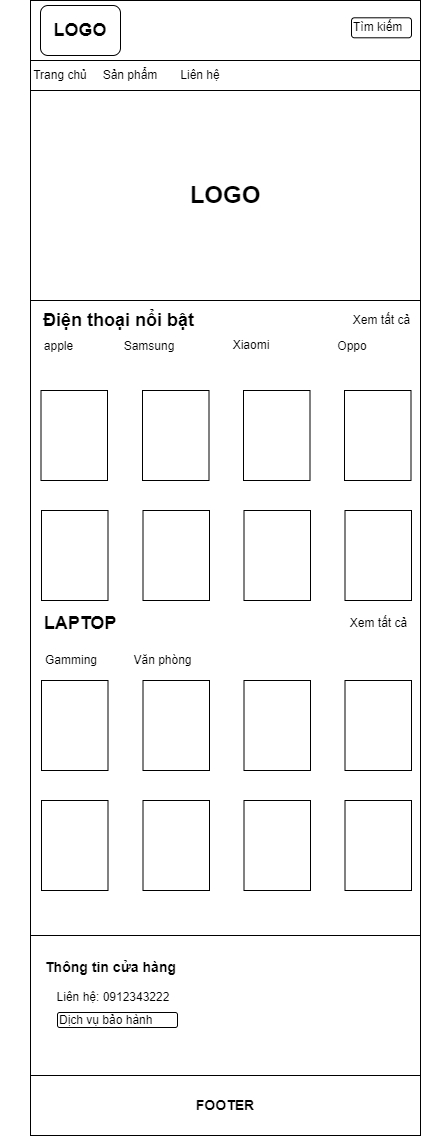 LOGO
Tìm kiếm
Trang chủ Sản phẩm Liên hệ
LOGO
Điện thoại nổi bật Xem tất cả
apple Samsung Xiaomi Oppo
LAPTOP Xem tất cả
Gamming Văn phòng
Thông tin cửa hàng
Liên hệ: 0912343222
Dịch vụ bảo hành
FOOTER